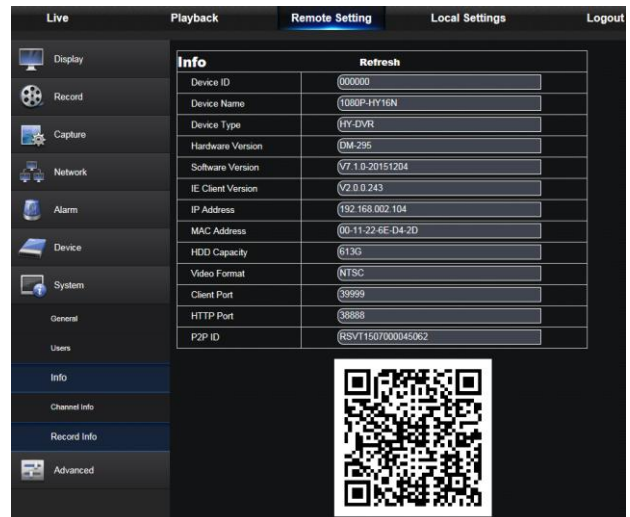 Live Playback Remote Setting Local Settings Logout
Display
Record
Capture
Network
Alarm
Device
System
General
Users
Info
Channel Info
Record Info
Advanced
Info Refresh
Device ID 000000
Device Name 1080P-HY16N
Device Type HY-DVR
Hardware Version DM-295
Software Version V7.1.0-20151204
IE Client Version V2.0.0.243
IP Address 192.168.002.104
MAC Address 00-11-22-6E-D4-2D
HDD Capacity 613G
Video Format NTSC
Client Port 39999
HTTP Port 38888
P2P ID RSVT1507000045062